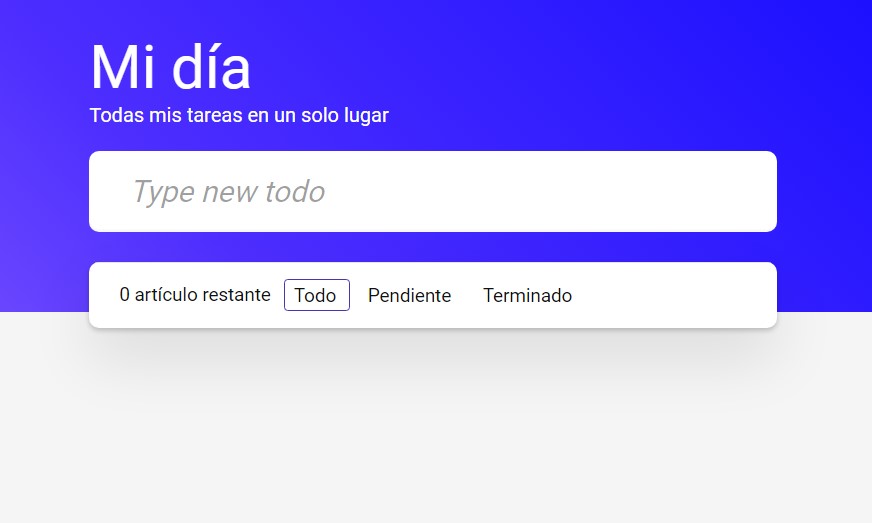 Mi día
Todas mis tareas en un solo lugar
Type new todo
0 artículo restante Todo Pendiente Terminado